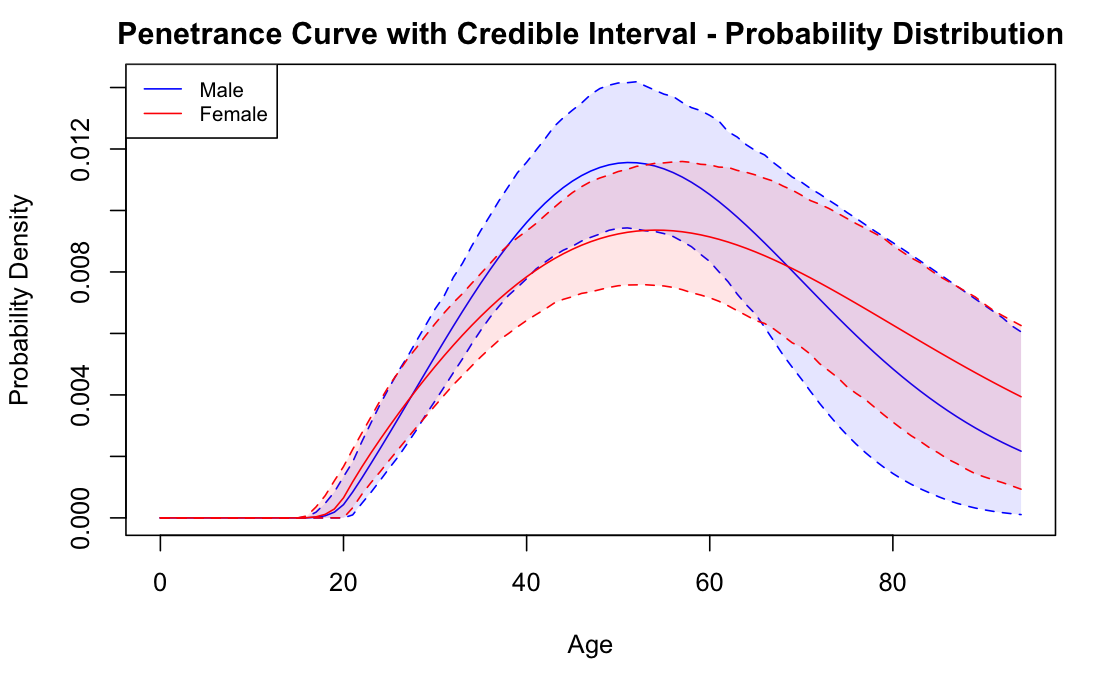 Penetrance Curve with Credible Interval - Probability Distribution
Male
Female
Probability Density
0.012
0.008
0.004
0.000
0 20 40 60 80
Age